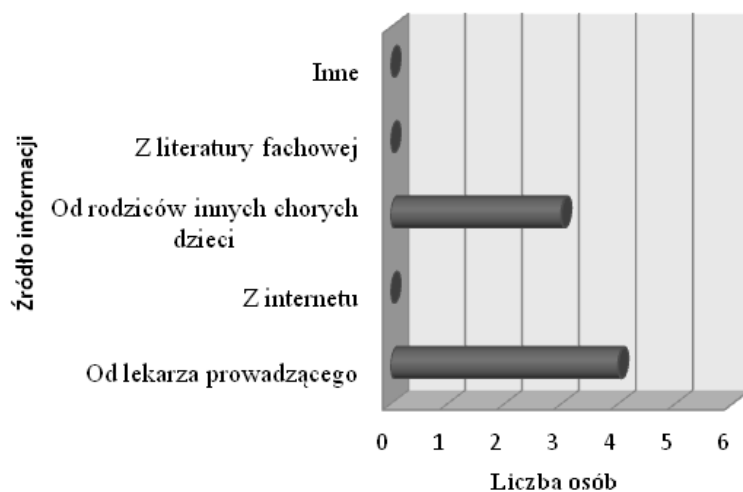 Źródło informacji
Inne
Z literatury fachowej
Od rodziców innych chorych
dzieci
Z internetu
Od lekarza prowadzącego
0 1 2 3 4 5 6
Liczba osób